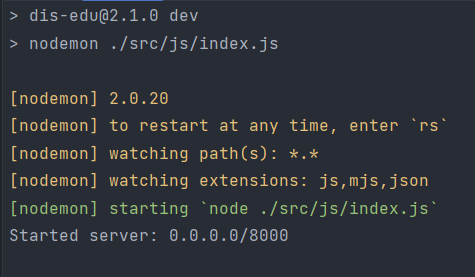 > dis-edu@2.1.0 dev
> nodemon ./src/js/index.js
[nodemon] 2.0.20
[nodemon] to restart at any time, enter `rs`
[nodemon] watching path(s): *.*
[nodemon] watching extensions: js,mjs,json
[nodemon] starting `node ./src/js/index.js`
Started server: 0.0.0.0/8000